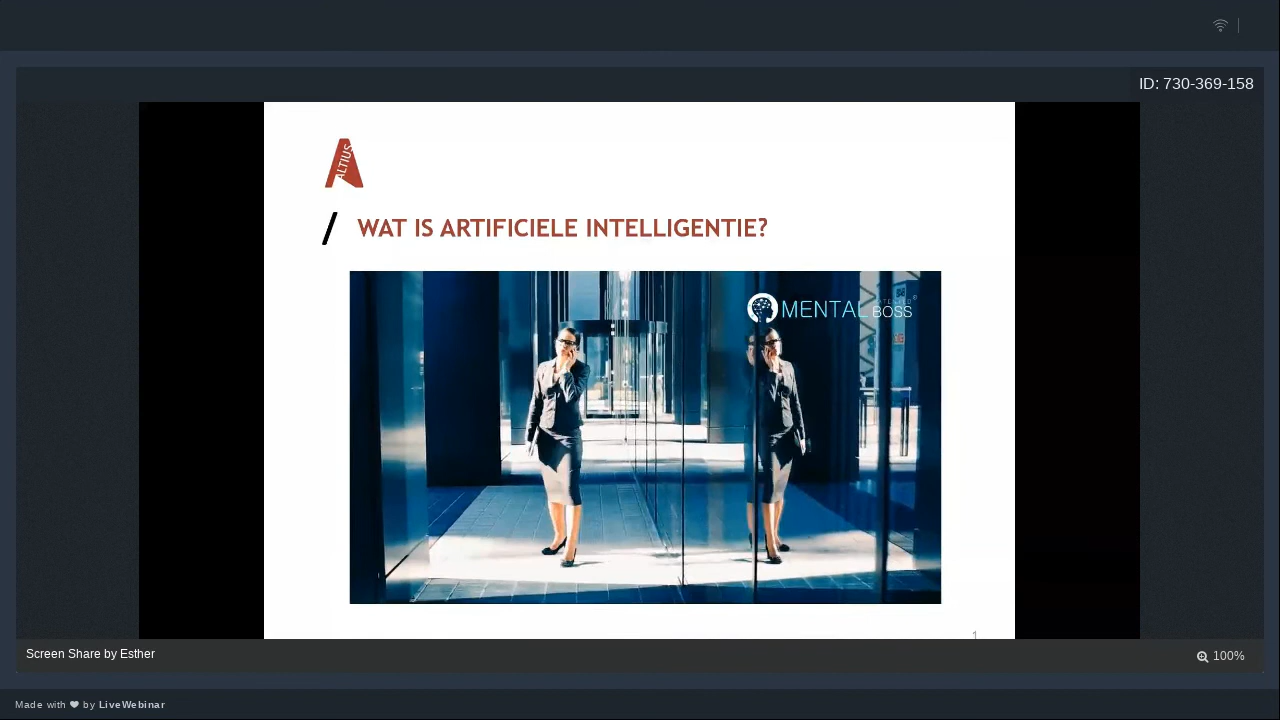 ID: 730-369-158
ALTIUS
/ WAT IS ARTIFICIELE INTELLIGENTIE?
MENTAL
BOSS
1
Screen Share by Esther
100%
Made with ❤ by LiveWebinar